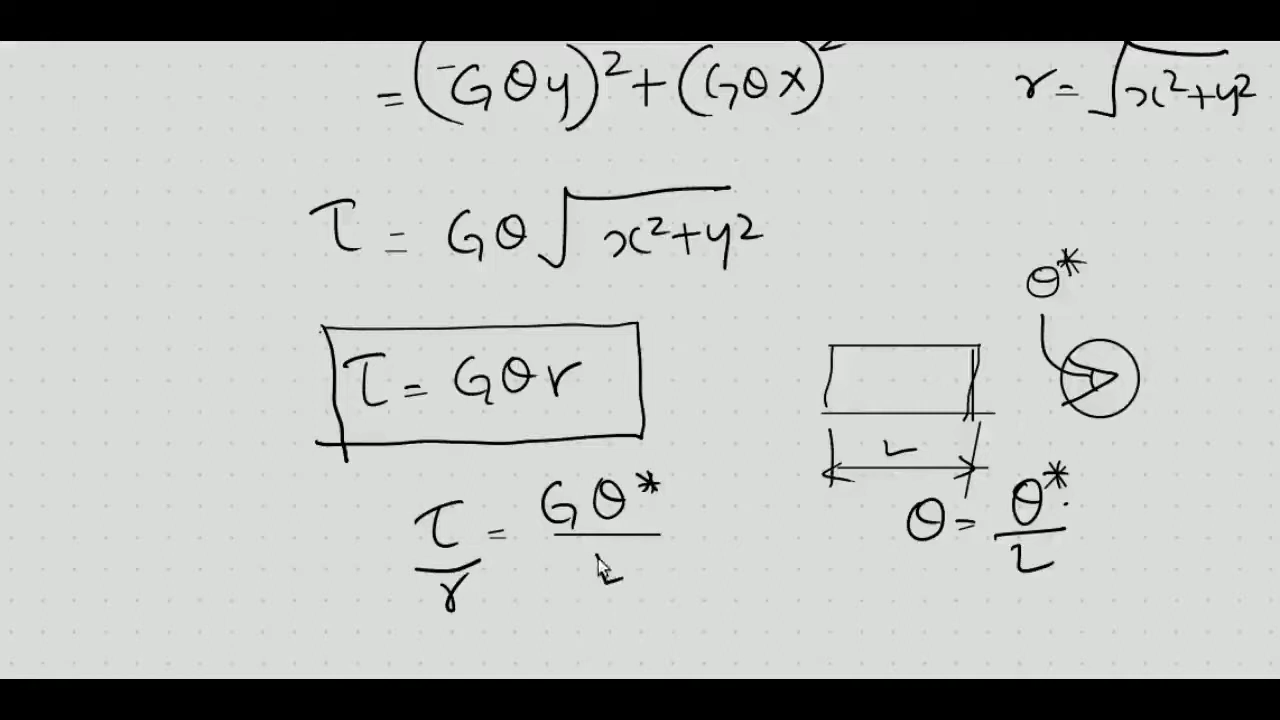 = (-Gθy)² + (Gθx)²
r = √x²+y²
τ = Gθ√x²+y²
θ*
τ = Gθr
L
τ/r = Gθ*/L
θ = θ*/L